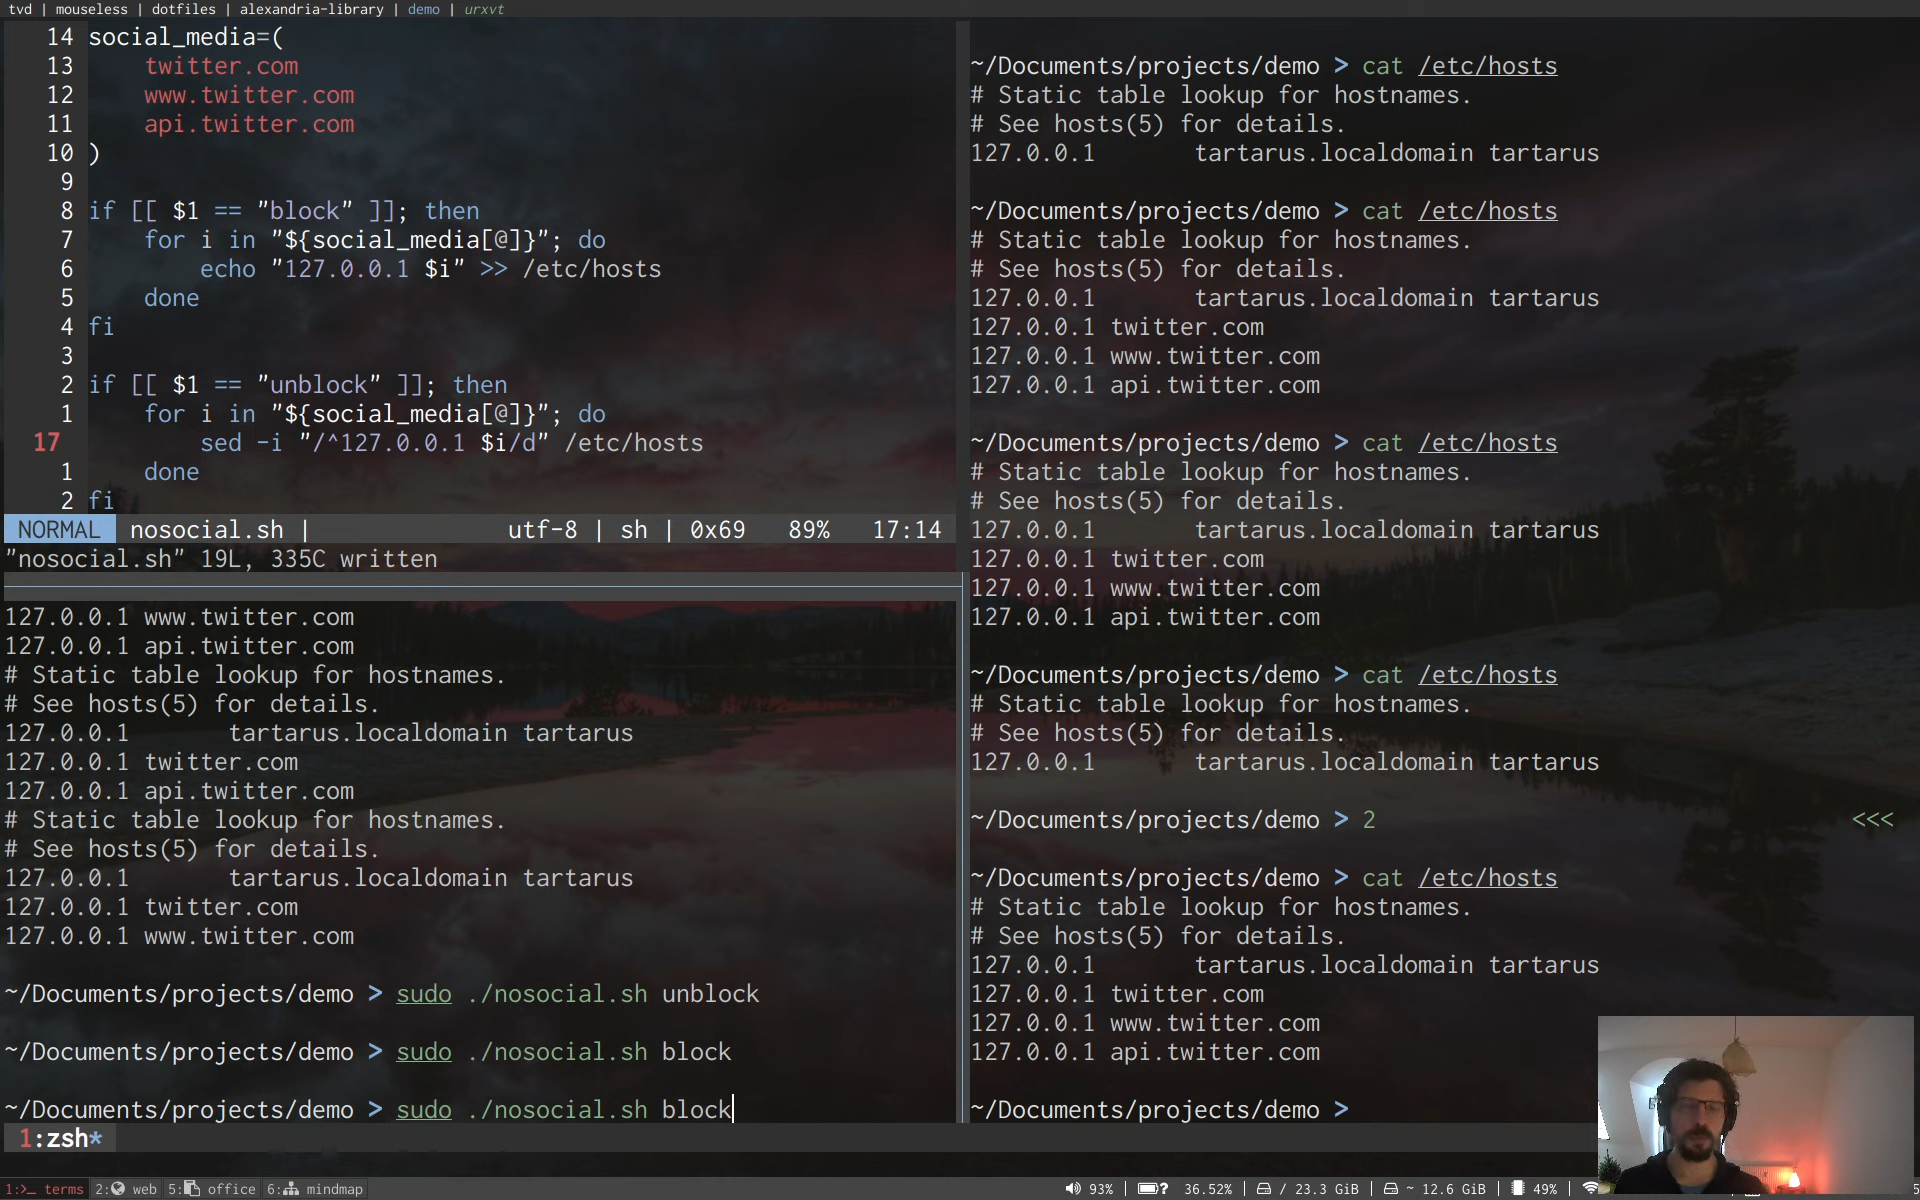 tvd | mouseless | dotfiles | alexandria-library | demo | urxvt
14 social_media=(
13 twitter.com
12 www.twitter.com
11 api.twitter.com
10 )
9
8 if [[ $1 == "block" ]]; then
7 for i in "${social_media[@]}"; do
6 echo "127.0.0.1 $i" >> /etc/hosts
5 done
4 fi
3
2 if [[ $1 == "unblock" ]]; then
1 for i in "${social_media[@]}"; do
17 sed -i "/^127.0.0.1 $i/d" /etc/hosts
1 done
2 fi
NORMAL nosocial.sh | utf-8 | sh | 0x69 89% 17:14
"nosocial.sh" 19L, 335C written
127.0.0.1 www.twitter.com
127.0.0.1 api.twitter.com
# Static table lookup for hostnames.
# See hosts(5) for details.
127.0.0.1 tartarus.localdomain tartarus
127.0.0.1 twitter.com
127.0.0.1 api.twitter.com
# Static table lookup for hostnames.
# See hosts(5) for details.
127.0.0.1 tartarus.localdomain tartarus
127.0.0.1 twitter.com
127.0.0.1 www.twitter.com
~/Documents/projects/demo > sudo ./nosocial.sh unblock
~/Documents/projects/demo > sudo ./nosocial.sh block
~/Documents/projects/demo > sudo ./nosocial.sh block
~/Documents/projects/demo > cat /etc/hosts
# Static table lookup for hostnames.
# See hosts(5) for details.
127.0.0.1 tartarus.localdomain tartarus
~/Documents/projects/demo > cat /etc/hosts
# Static table lookup for hostnames.
# See hosts(5) for details.
127.0.0.1 tartarus.localdomain tartarus
127.0.0.1 twitter.com
127.0.0.1 www.twitter.com
127.0.0.1 api.twitter.com
~/Documents/projects/demo > cat /etc/hosts
# Static table lookup for hostnames.
# See hosts(5) for details.
127.0.0.1 tartarus.localdomain tartarus
127.0.0.1 twitter.com
127.0.0.1 www.twitter.com
127.0.0.1 api.twitter.com
~/Documents/projects/demo > cat /etc/hosts
# Static table lookup for hostnames.
# See hosts(5) for details.
127.0.0.1 tartarus.localdomain tartarus
~/Documents/projects/demo > 2 <<<
~/Documents/projects/demo > cat /etc/hosts
# Static table lookup for hostnames.
# See hosts(5) for details.
127.0.0.1 tartarus.localdomain tartarus
127.0.0.1 twitter.com
127.0.0.1 www.twitter.com
127.0.0.1 api.twitter.com
~/Documents/projects/demo >
1:zsh*
1:>_ terms 2: web 5: office 6: mindmap
93% | ? 36.52% | / 23.3 GiB | ~ 12.6 GiB | 49% |